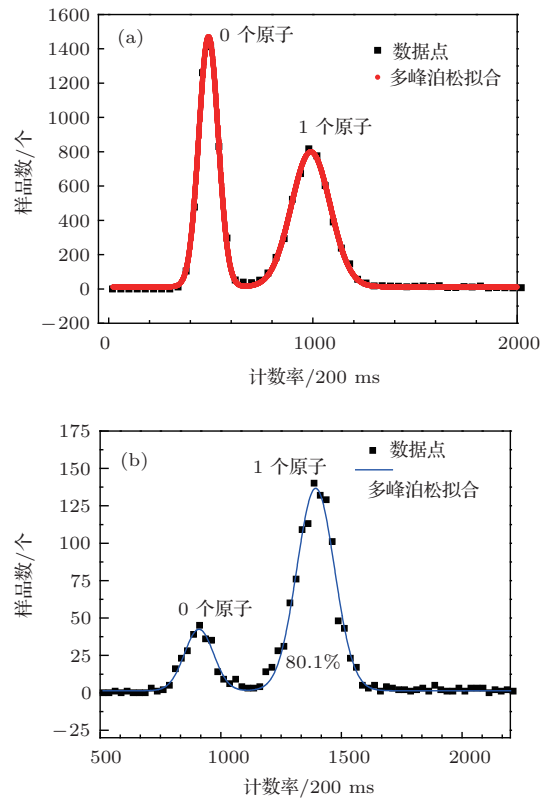 (a)
0 个原子
1 个原子
数据点
多峰泊松拟合
样品数/个
1600
1400
1200
1000
800
600
400
200
0
−200
0
1000
2000
计数率/200 ms
(b)
1 个原子
0 个原子
80.1%
数据点
多峰泊松拟合
样品数/个
175
150
125
100
75
50
25
0
−25
500
1000
1500
2000
计数率/200 ms